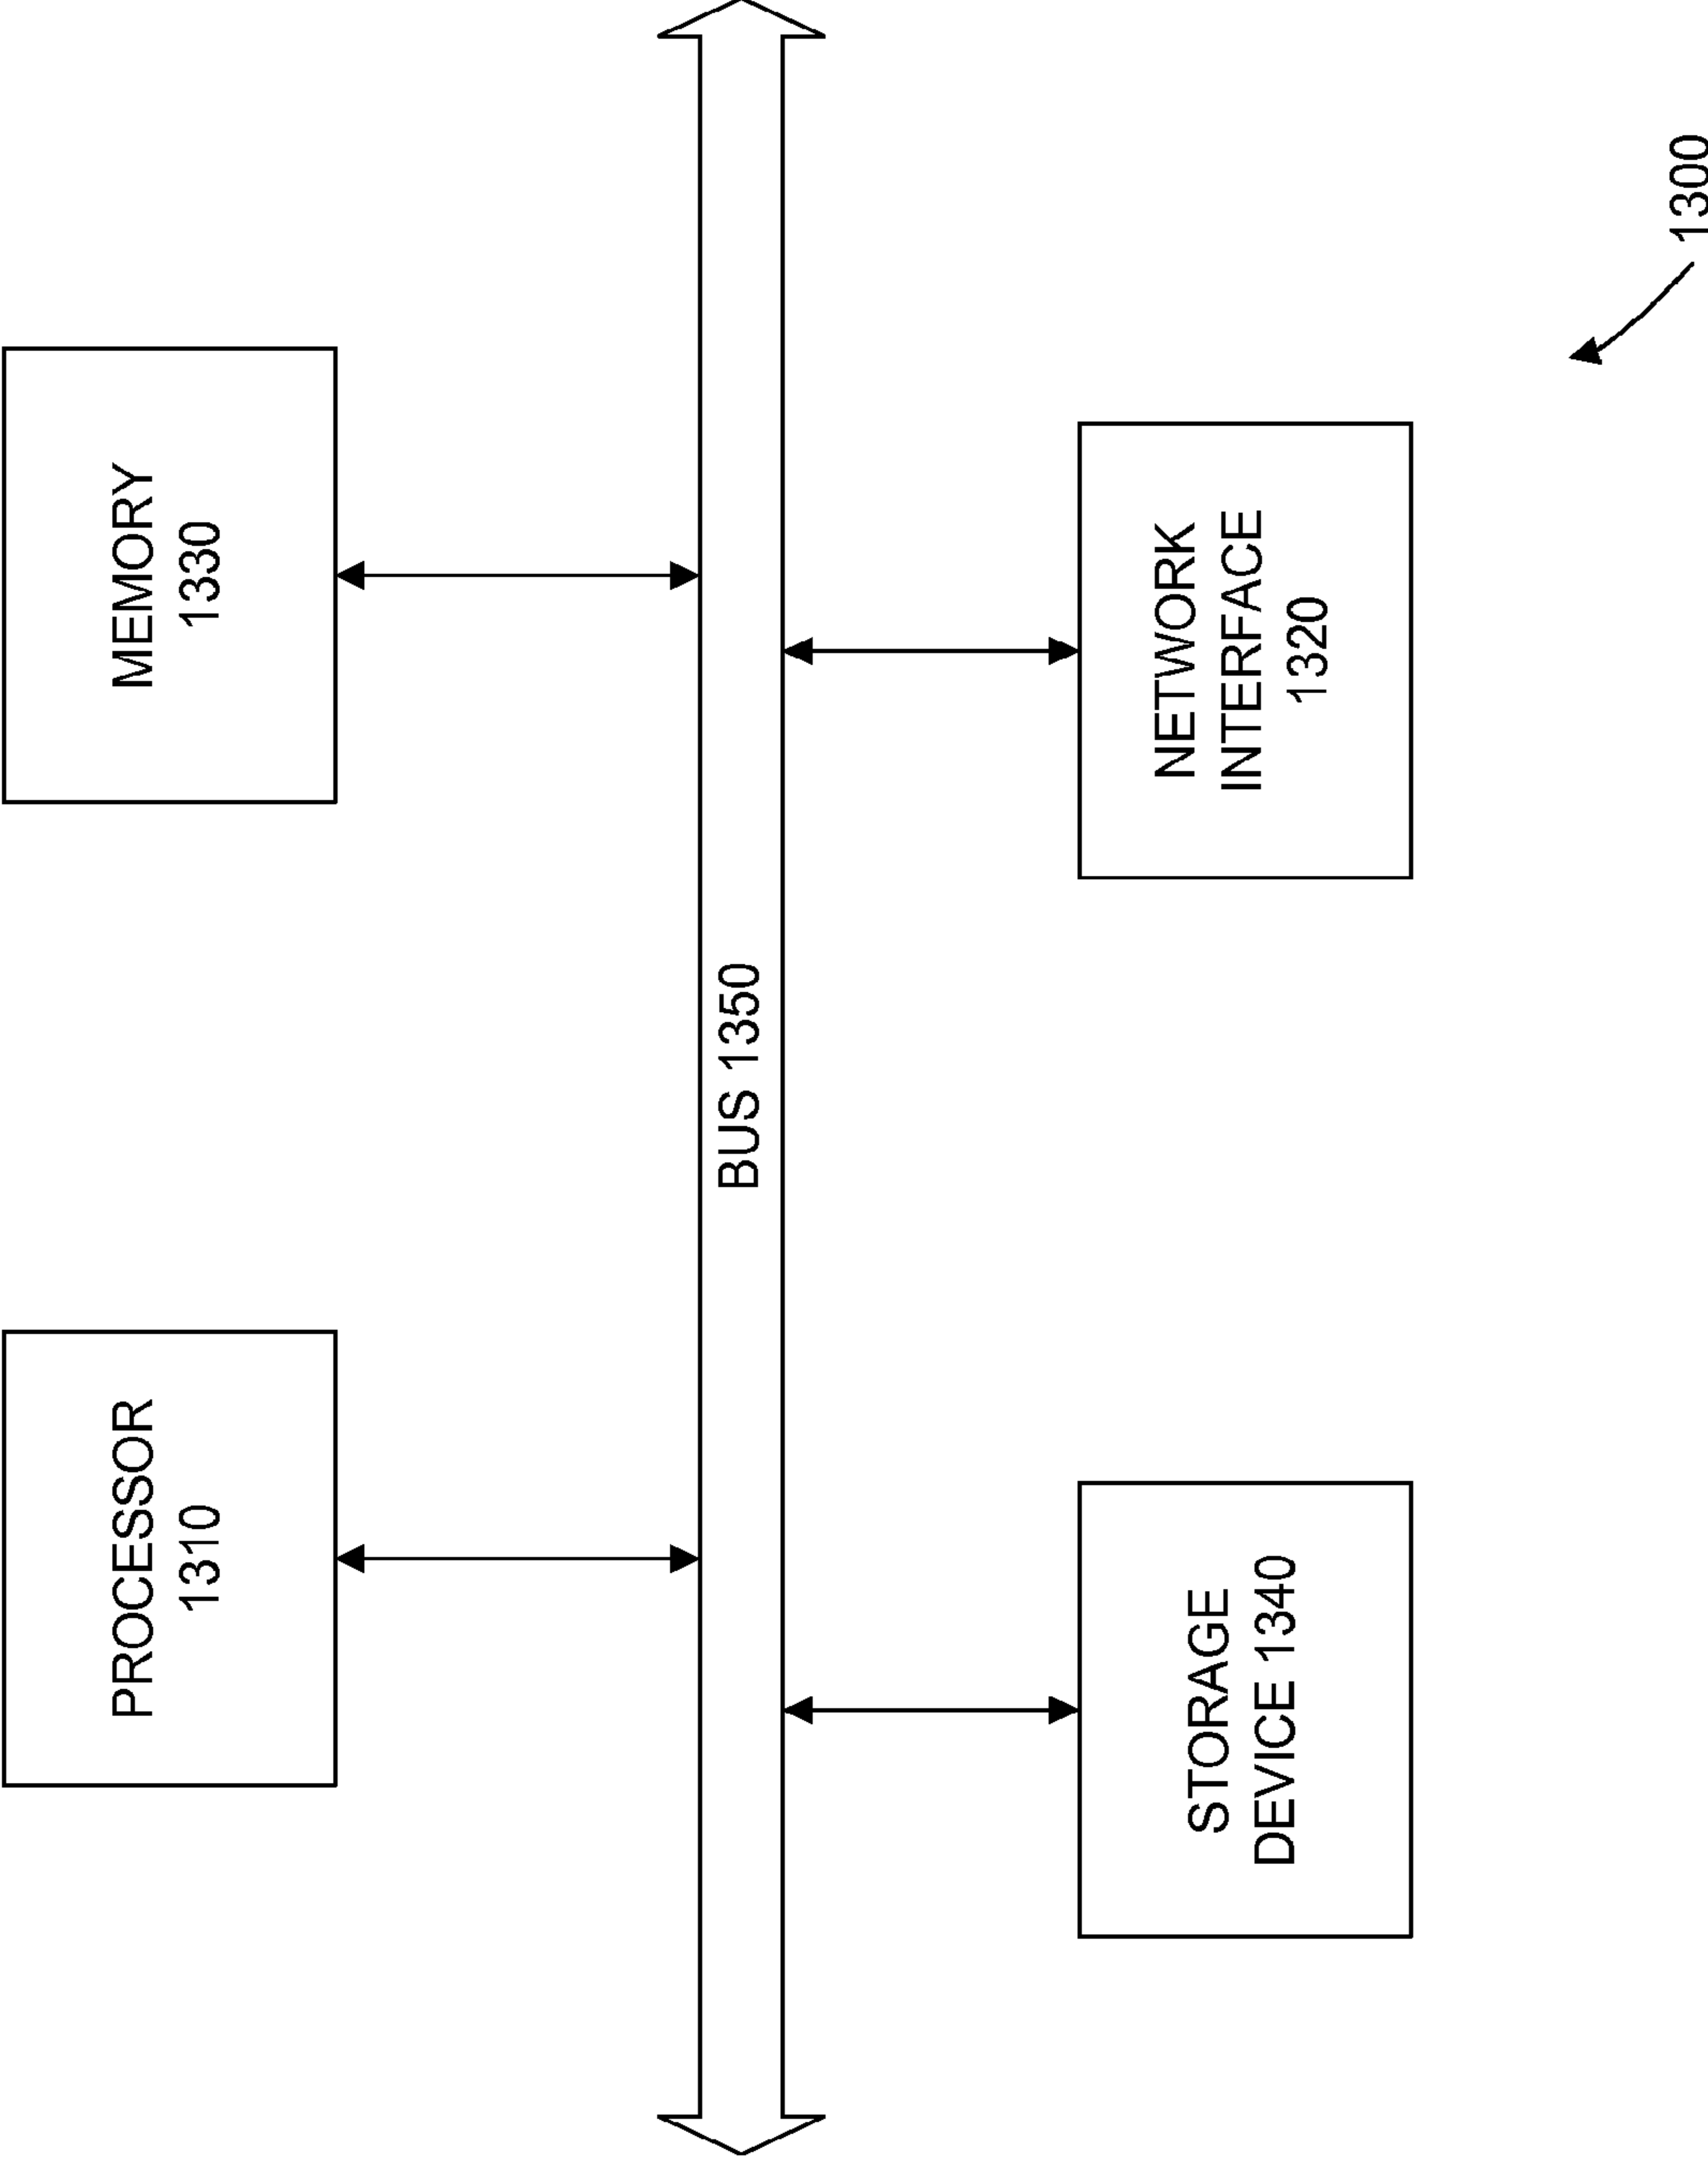 PROCESSOR
1310
MEMORY
1330
BUS 1350
STORAGE
DEVICE 1340
NETWORK
INTERFACE
1320
1300